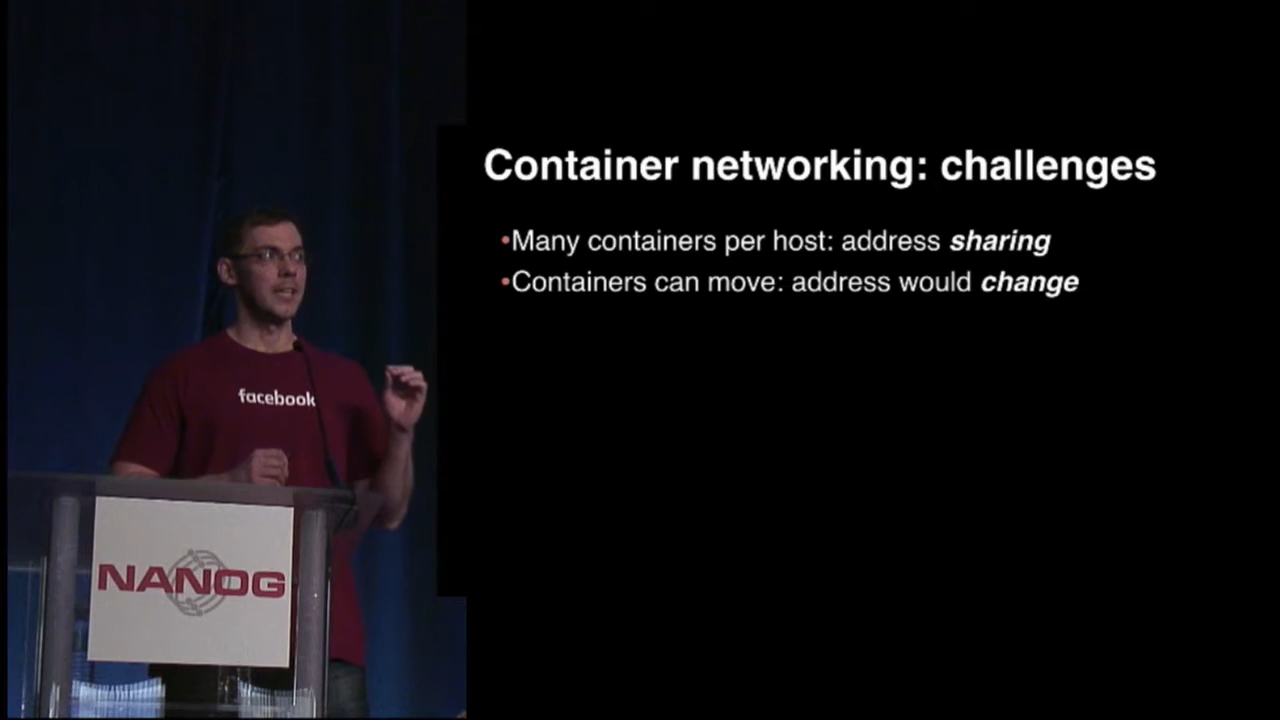 Container networking: challenges
•Many containers per host: address sharing
•Containers can move: address would change
facebook
NANOG